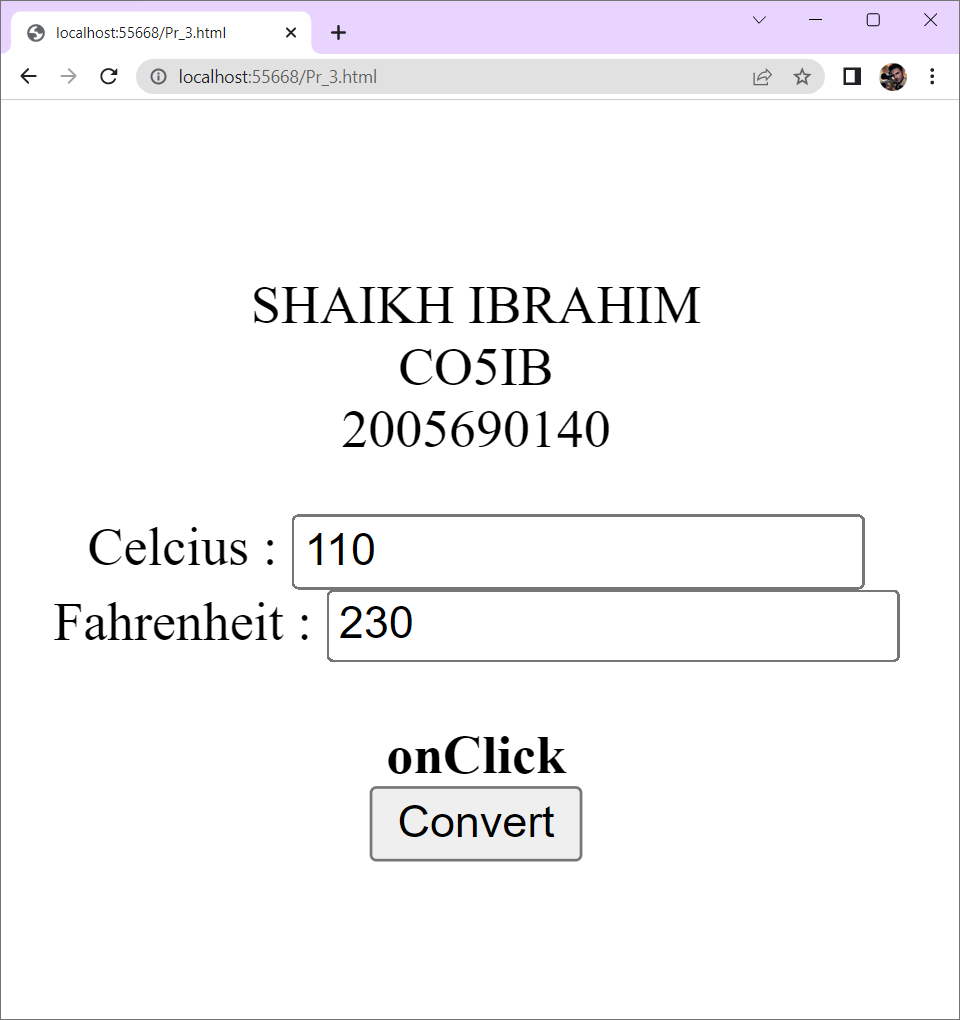 localhost:55668/Pr_3.html
localhost:55668/Pr_3.html
SHAIKH IBRAHIM
CO5IB
2005690140
Celcius : 110
Fahrenheit : 230
onClick
Convert